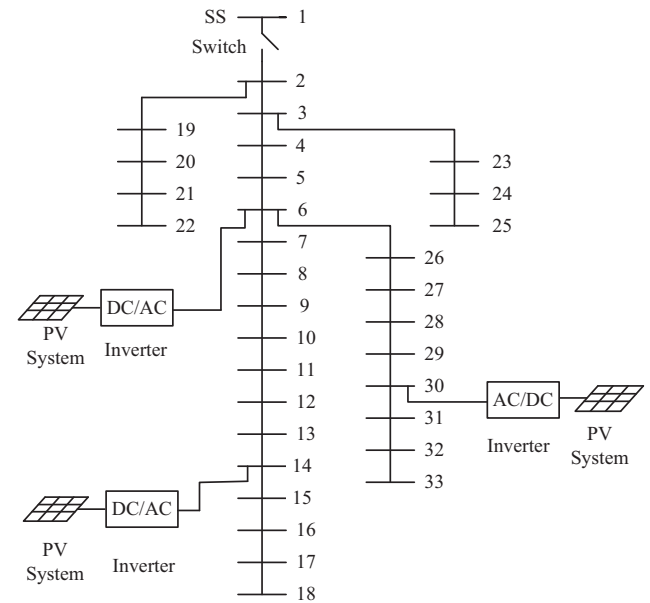 SS 1
Switch
2
3
19 4
20 23
5
21 24
22 6 25
7 26
8 27
DC/AC 9 28
PV
System
Inverter
10 29
11 30
AC/DC
12 31
Inverter
PV
System
13 32
14 33
DC/AC 15
16
PV
System
Inverter
17
18